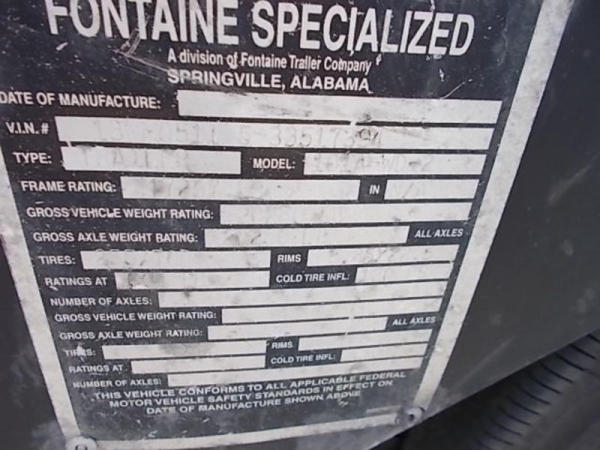 FONTAINE SPECIALIZED
A division of Fontaine Trailer Company
SPRINGVILLE, ALABAMA
DATE OF MANUFACTURE:
V.I.N. #
TYPE: MODEL:
FRAME RATING: IN
GROSS VEHICLE WEIGHT RATING:
GROSS AXLE WEIGHT RATING: ALL AXLES
TIRES: RIMS
RATINGS AT COLD TIRE INFL:
NUMBER OF AXLES:
GROSS VEHICLE WEIGHT RATING:
GROSS AXLE WEIGHT RATING: ALL AXLES
TIRES: RIMS
RATINGS AT COLD TIRE INFL:
NUMBER OF AXLES:
THIS VEHICLE CONFORMS TO ALL APPLICABLE FEDERAL
MOTOR VEHICLE SAFETY STANDARDS IN EFFECT ON
DATE OF MANUFACTURE SHOWN ABOVE